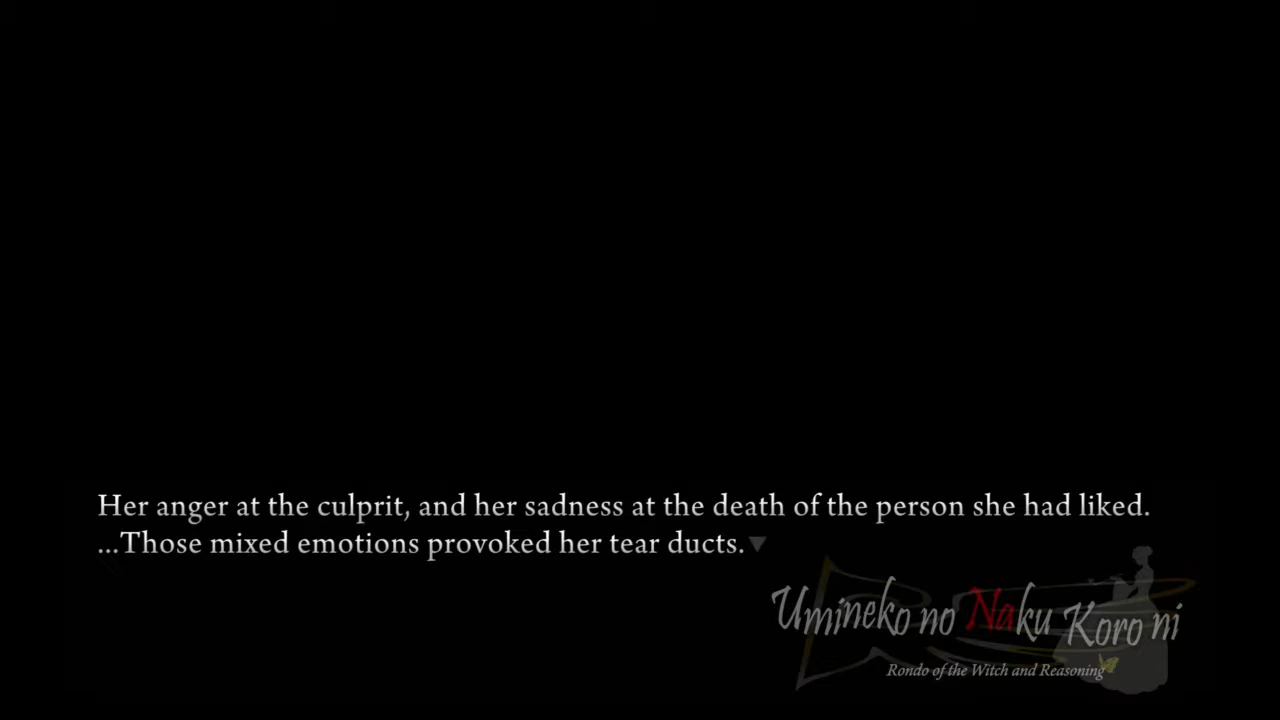 Her anger at the culprit, and her sadness at the death of the person she had liked.
...Those mixed emotions provoked her tear ducts.
Umineko no Naku Koro ni
Rondo of the Witch and Reasoning